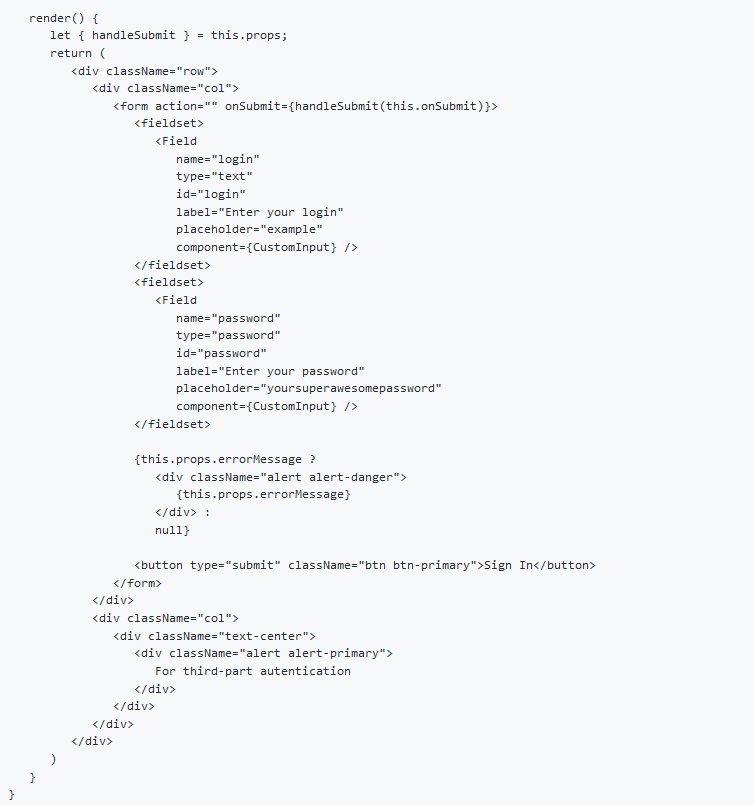 render() {
let { handleSubmit } = this.props;
return (
<div className="row">
<div className="col">
<form action="" onSubmit={handleSubmit(this.onSubmit)}>
<fieldset>
<Field
name="login"
type="text"
id="login"
label="Enter your login"
placeholder="example"
component={CustomInput} />
</fieldset>
<fieldset>
<Field
name="password"
type="password"
id="password"
label="Enter your password"
placeholder="yoursuperawesomepassword"
component={CustomInput} />
</fieldset>
{this.props.errorMessage ?
<div className="alert alert-danger">
{this.props.errorMessage}
</div> :
null}
<button type="submit" className="btn btn-primary">Sign In</button>
</form>
</div>
<div className="col">
<div className="text-center">
<div className="alert alert-primary">
For third-part autentication
</div>
</div>
</div>
</div>
)
}
}